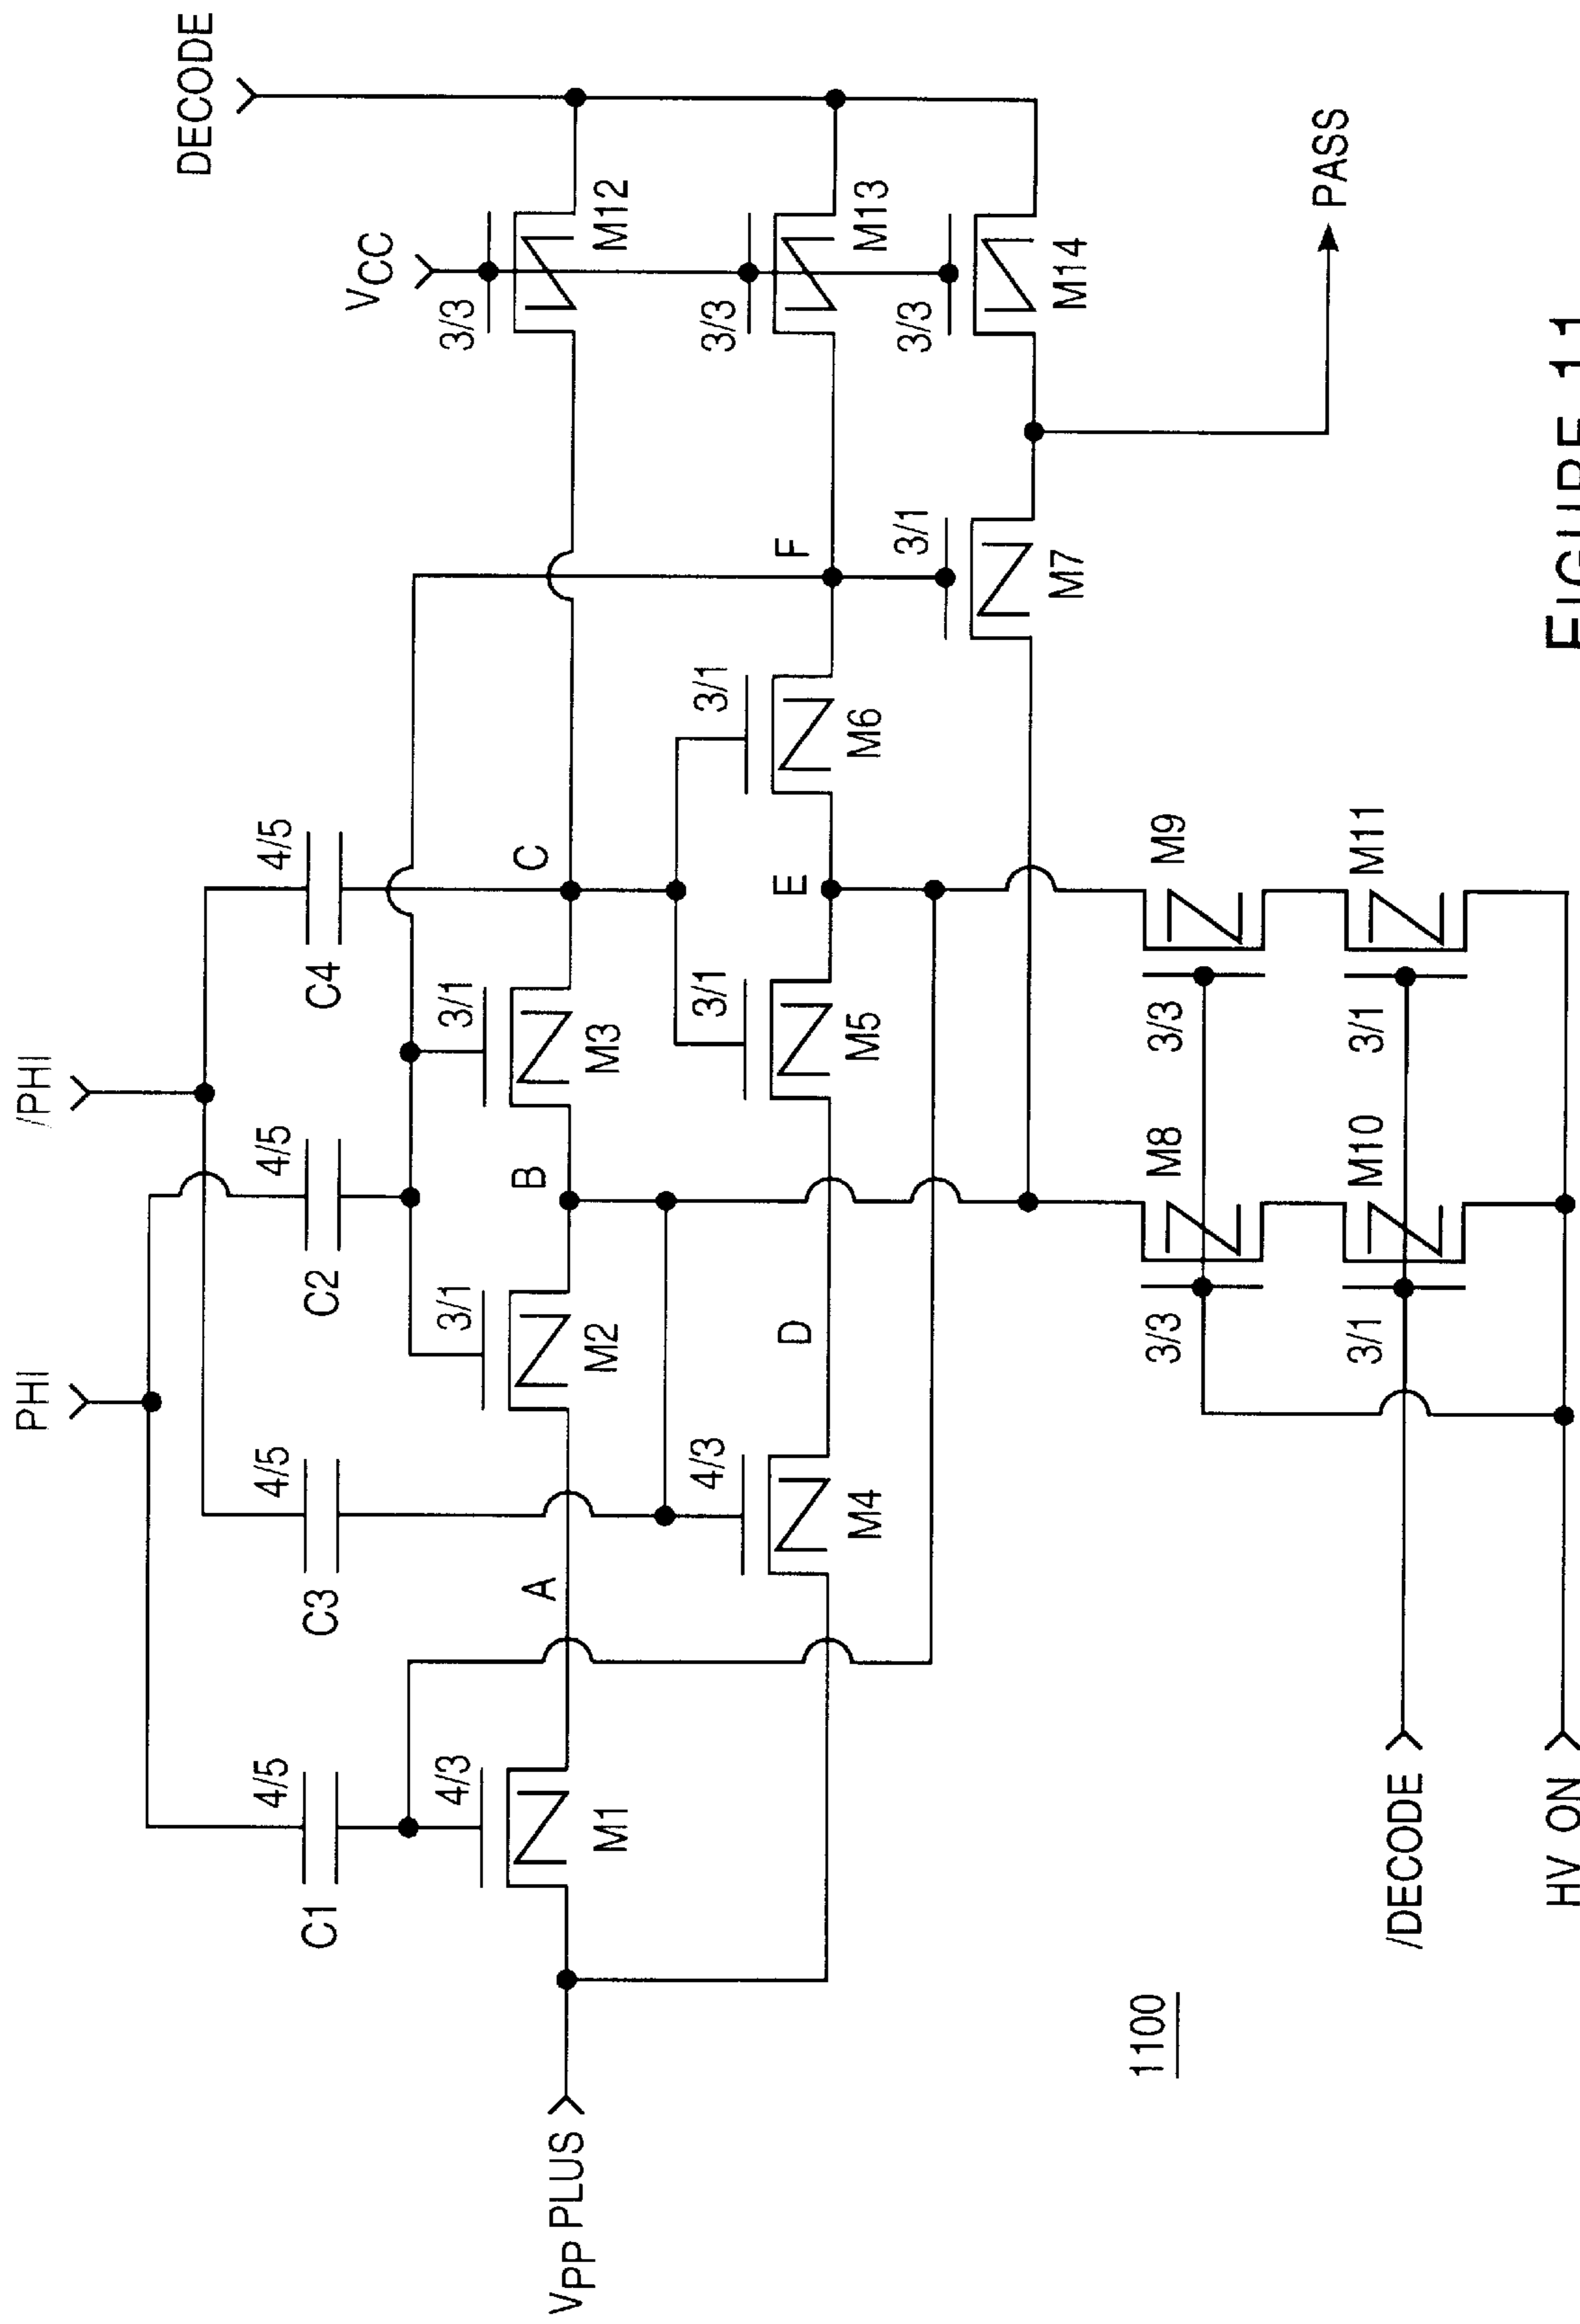 PHI
/PHI
DECODE
4/5
4/5
4/5
4/5
C1
C3
C2
C4
VCC
4/3
3/1
3/1
3/3
A
B
C
VPP PLUS
M1
M2
M3
M12
4/3
3/1
3/1
3/3
D
E
F
M4
M5
M6
M13
3/1
3/3
M7
M14
1100
3/3
M8
3/3
M9
PASS
3/1
M10
3/1
M11
/DECODE
HV ON
FIGURE 11